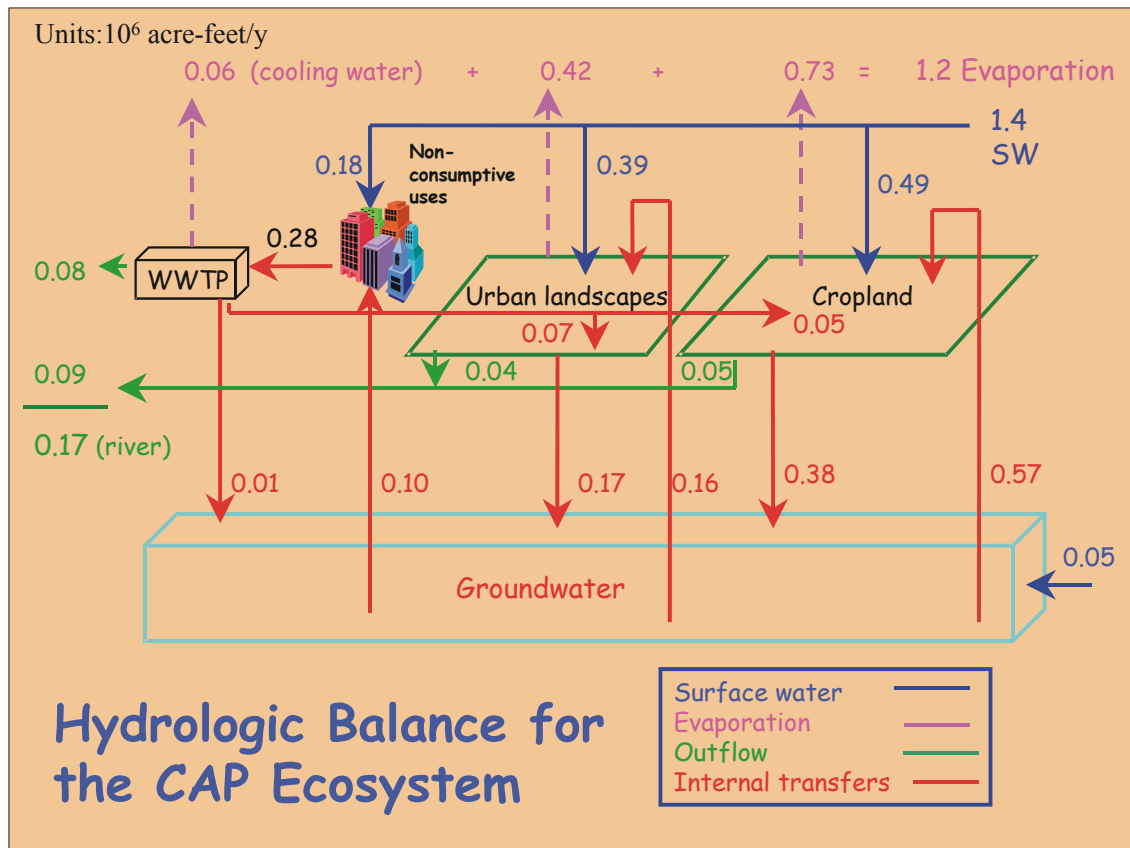 Units:10⁶ acre-feet/y
0.06 (cooling water) + 0.42 + 0.73 = 1.2 Evaporation
1.4
SW
0.18
Non-
consumptive
uses
0.39
0.49
0.28
0.08
WWTP
Urban landscapes
Cropland
0.07
0.05
0.09
0.04
0.05
0.17 (river)
0.01
0.10
0.17
0.16
0.38
0.57
0.05
Groundwater
Hydrologic Balance for
the CAP Ecosystem
Surface water
Evaporation
Outflow
Internal transfers